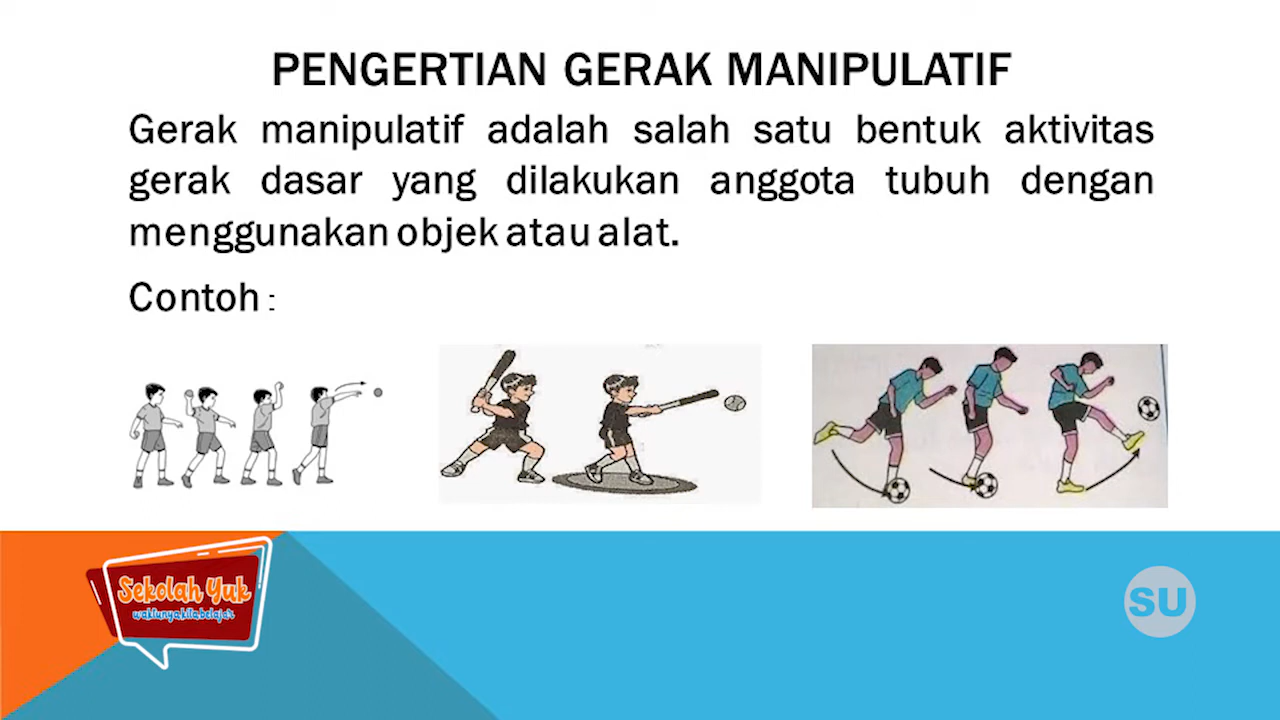 PENGERTIAN GERAK MANIPULATIF
Gerak manipulatif adalah salah satu bentuk aktivitas
gerak dasar yang dilakukan anggota tubuh dengan
menggunakan objek atau alat.
Contoh :
Sekolah Yuk
waktunyakitabelajar
SU